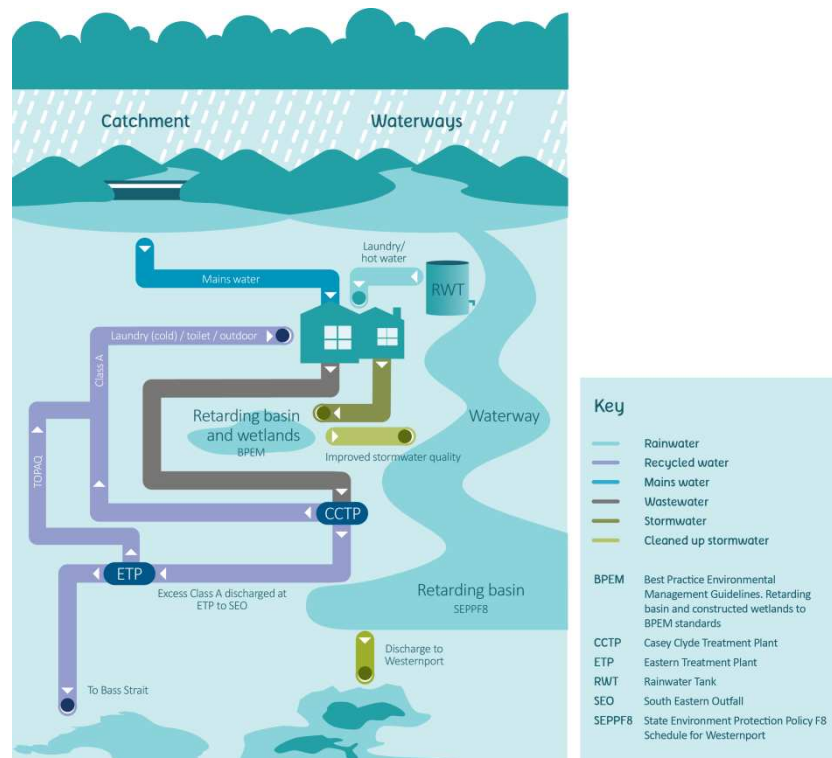 Catchment
Waterways
Laundry/
hot water
Mains water
RWT
Laundry (cold) / toilet / outdoor
Class A
TOPAQ
Retarding basin
and wetlands
BPEM
Waterway
Improved stormwater quality
CCTP
ETP
Excess Class A discharged at
ETP to SEO
Retarding basin
SEPPF8
Discharge to
Westernport
To Bass Strait
Key
Rainwater
Recycled water
Mains water
Wastewater
Stormwater
Cleaned up stormwater
BPEM Best Practice Environmental
Management Guidelines. Retarding
basin and constructed wetlands to
BPEM standards
CCTP Casey Clyde Treatment Plant
ETP Eastern Treatment Plant
RWT Rainwater Tank
SEO South Eastern Outfall
SEPPF8 State Environment Protection Policy F8
Schedule for Westernport